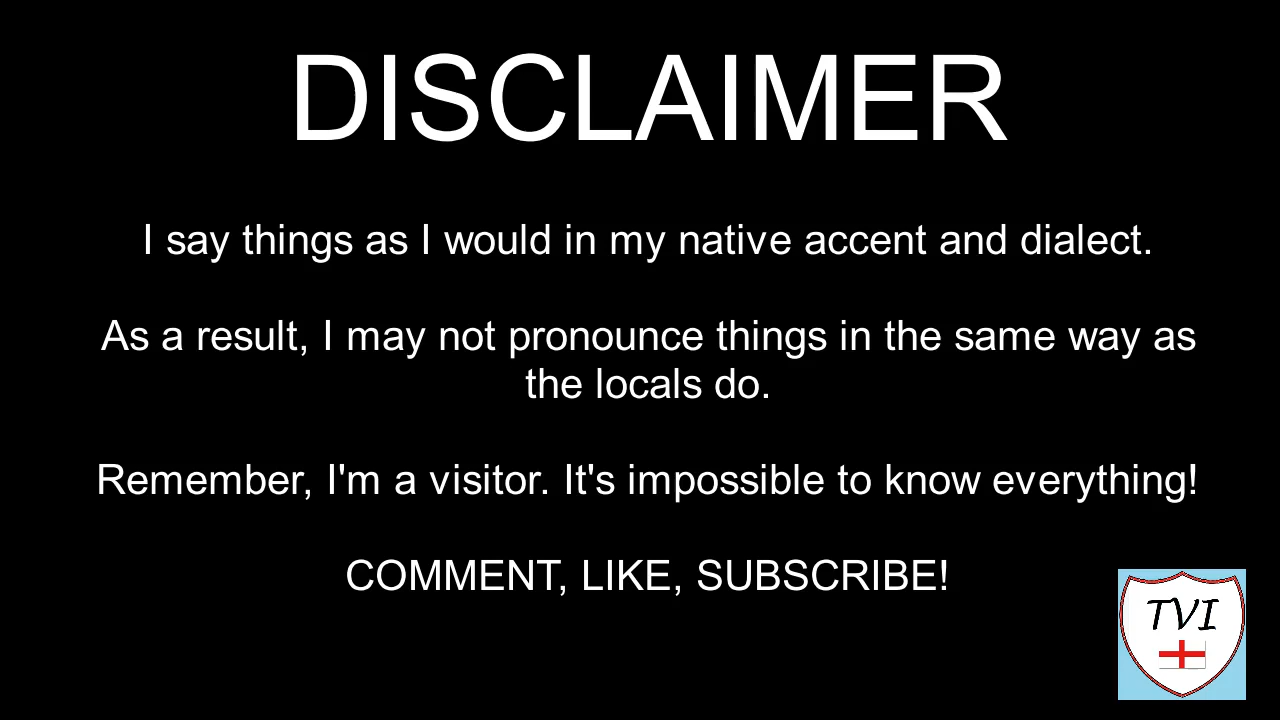 DISCLAIMER
I say things as I would in my native accent and dialect.
As a result, I may not pronounce things in the same way as
the locals do.
Remember, I'm a visitor. It's impossible to know everything!
COMMENT, LIKE, SUBSCRIBE!
TVI